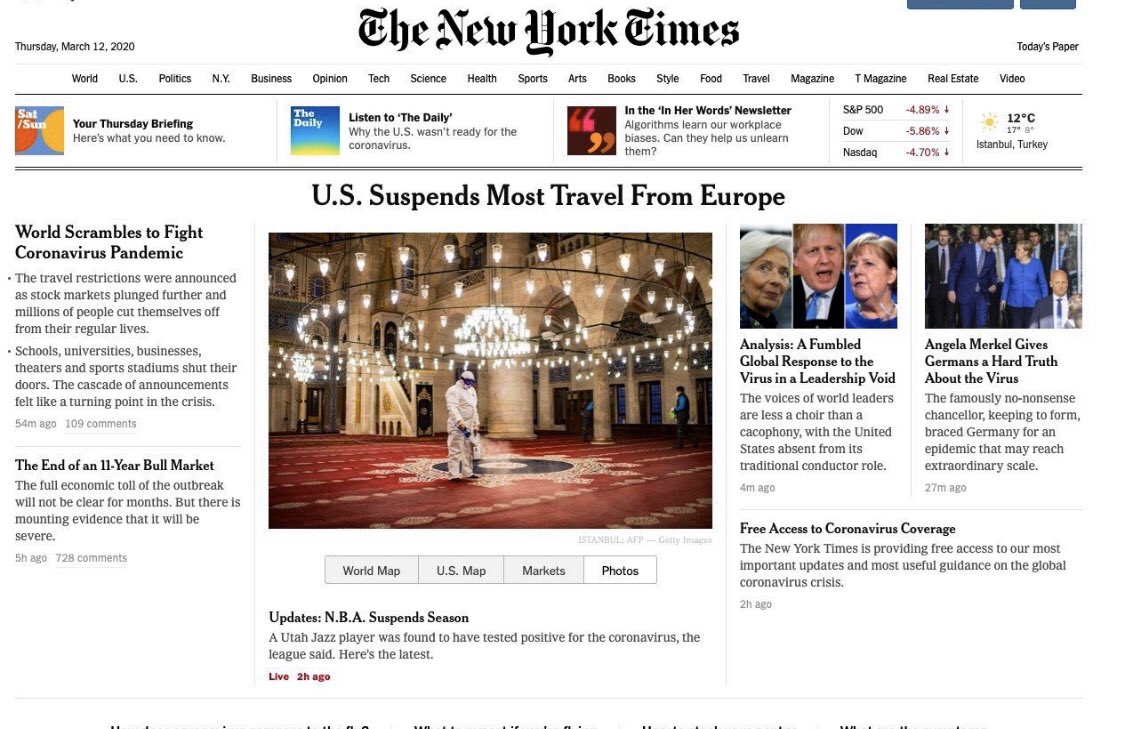 The New York Times
Thursday, March 12, 2020
Today's Paper
World U.S. Politics N.Y. Business Opinion Tech Science Health Sports Arts Books Style Food Travel Magazine T Magazine Real Estate Video
Sat
/Sun
Your Thursday Briefing
Here's what you need to know.
The
Daily
Listen to 'The Daily'
Why the U.S. wasn't ready for the
coronavirus.
In the 'In Her Words' Newsletter
Algorithms learn our workplace
biases. Can they help us unlearn
them?
S&P 500 -4.89% ↓
Dow -5.86% ↓
Nasdaq -4.70% ↓
12°C
17° 8°
Istanbul, Turkey
U.S. Suspends Most Travel From Europe
World Scrambles to Fight
Coronavirus Pandemic
• The travel restrictions were announced
as stock markets plunged further and
millions of people cut themselves off
from their regular lives.
• Schools, universities, businesses,
theaters and sports stadiums shut their
doors. The cascade of announcements
felt like a turning point in the crisis.
54m ago 109 comments
The End of an 11-Year Bull Market
The full economic toll of the outbreak
will not be clear for months. But there is
mounting evidence that it will be
severe.
5h ago 728 comments
ISTANBUL; AFP — Getty Images
World Map U.S. Map Markets Photos
Updates: N.B.A. Suspends Season
A Utah Jazz player was found to have tested positive for the coronavirus, the
league said. Here's the latest.
Live 2h ago
Analysis: A Fumbled
Global Response to the
Virus in a Leadership Void
The voices of world leaders
are less a choir than a
cacophony, with the United
States absent from its
traditional conductor role.
4m ago
Angela Merkel Gives
Germans a Hard Truth
About the Virus
The famously no-nonsense
chancellor, keeping to form,
braced Germany for an
epidemic that may reach
extraordinary scale.
27m ago
Free Access to Coronavirus Coverage
The New York Times is providing free access to our most
important updates and most useful guidance on the global
coronavirus crisis.
2h ago